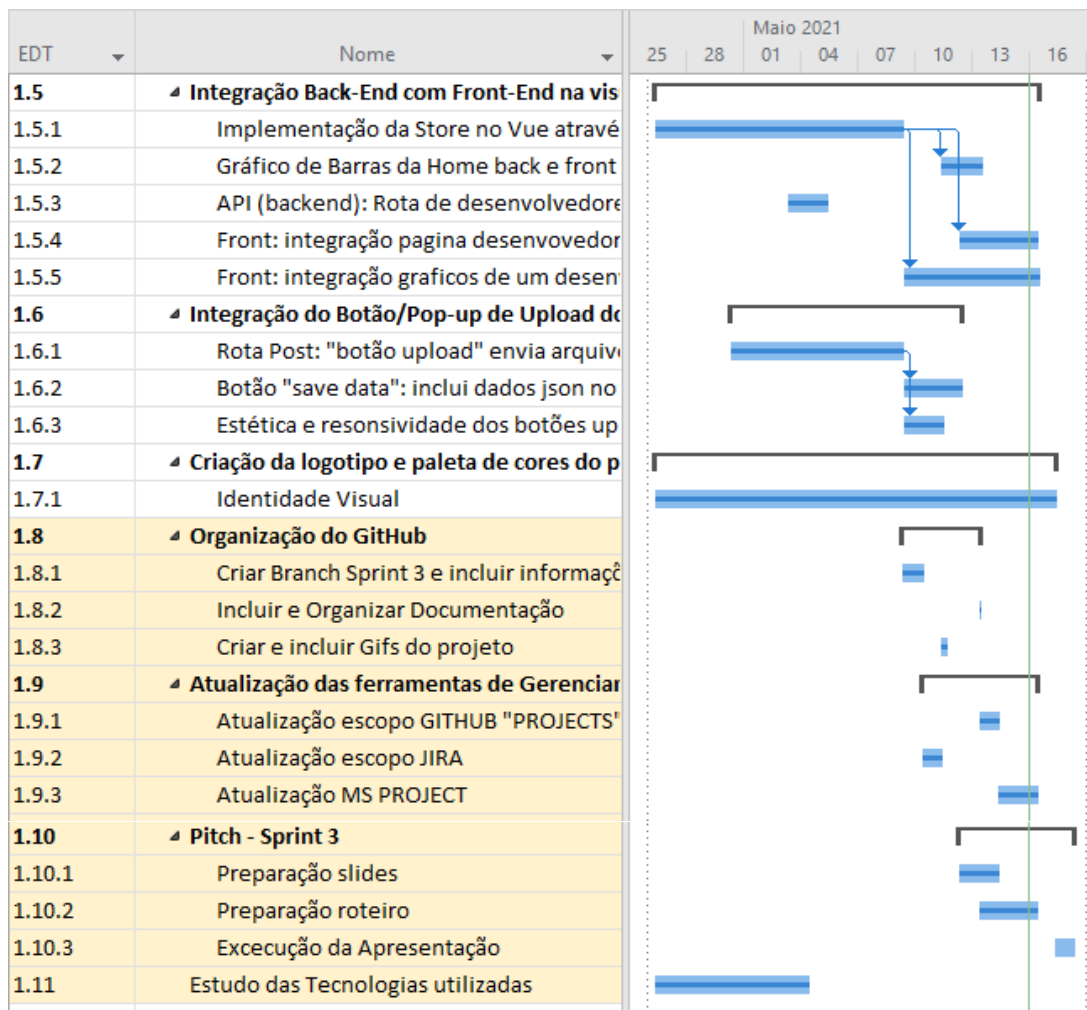 Maio 2021
EDT Nome 25 28 01 04 07 10 13 16
1.5 Integração Back-End com Front-End na vis
1.5.1 Implementação da Store no Vue atravé
1.5.2 Gráfico de Barras da Home back e front
1.5.3 API (backend): Rota de desenvolvedore
1.5.4 Front: integração pagina desenvovedor
1.5.5 Front: integração graficos de um desen
1.6 Integração do Botão/Pop-up de Upload do
1.6.1 Rota Post: "botão upload" envia arquiv
1.6.2 Botão "save data": inclui dados json no
1.6.3 Estética e resonsividade dos botões up
1.7 Criação da logotipo e paleta de cores do p
1.7.1 Identidade Visual
1.8 Organização do GitHub
1.8.1 Criar Branch Sprint 3 e incluir informaçõ
1.8.2 Incluir e Organizar Documentação
1.8.3 Criar e incluir Gifs do projeto
1.9 Atualização das ferramentas de Gerenciar
1.9.1 Atualização escopo GITHUB "PROJECTS"
1.9.2 Atualização escopo JIRA
1.9.3 Atualização MS PROJECT
1.10 Pitch - Sprint 3
1.10.1 Preparação slides
1.10.2 Preparação roteiro
1.10.3 Excecução da Apresentação
1.11 Estudo das Tecnologias utilizadas